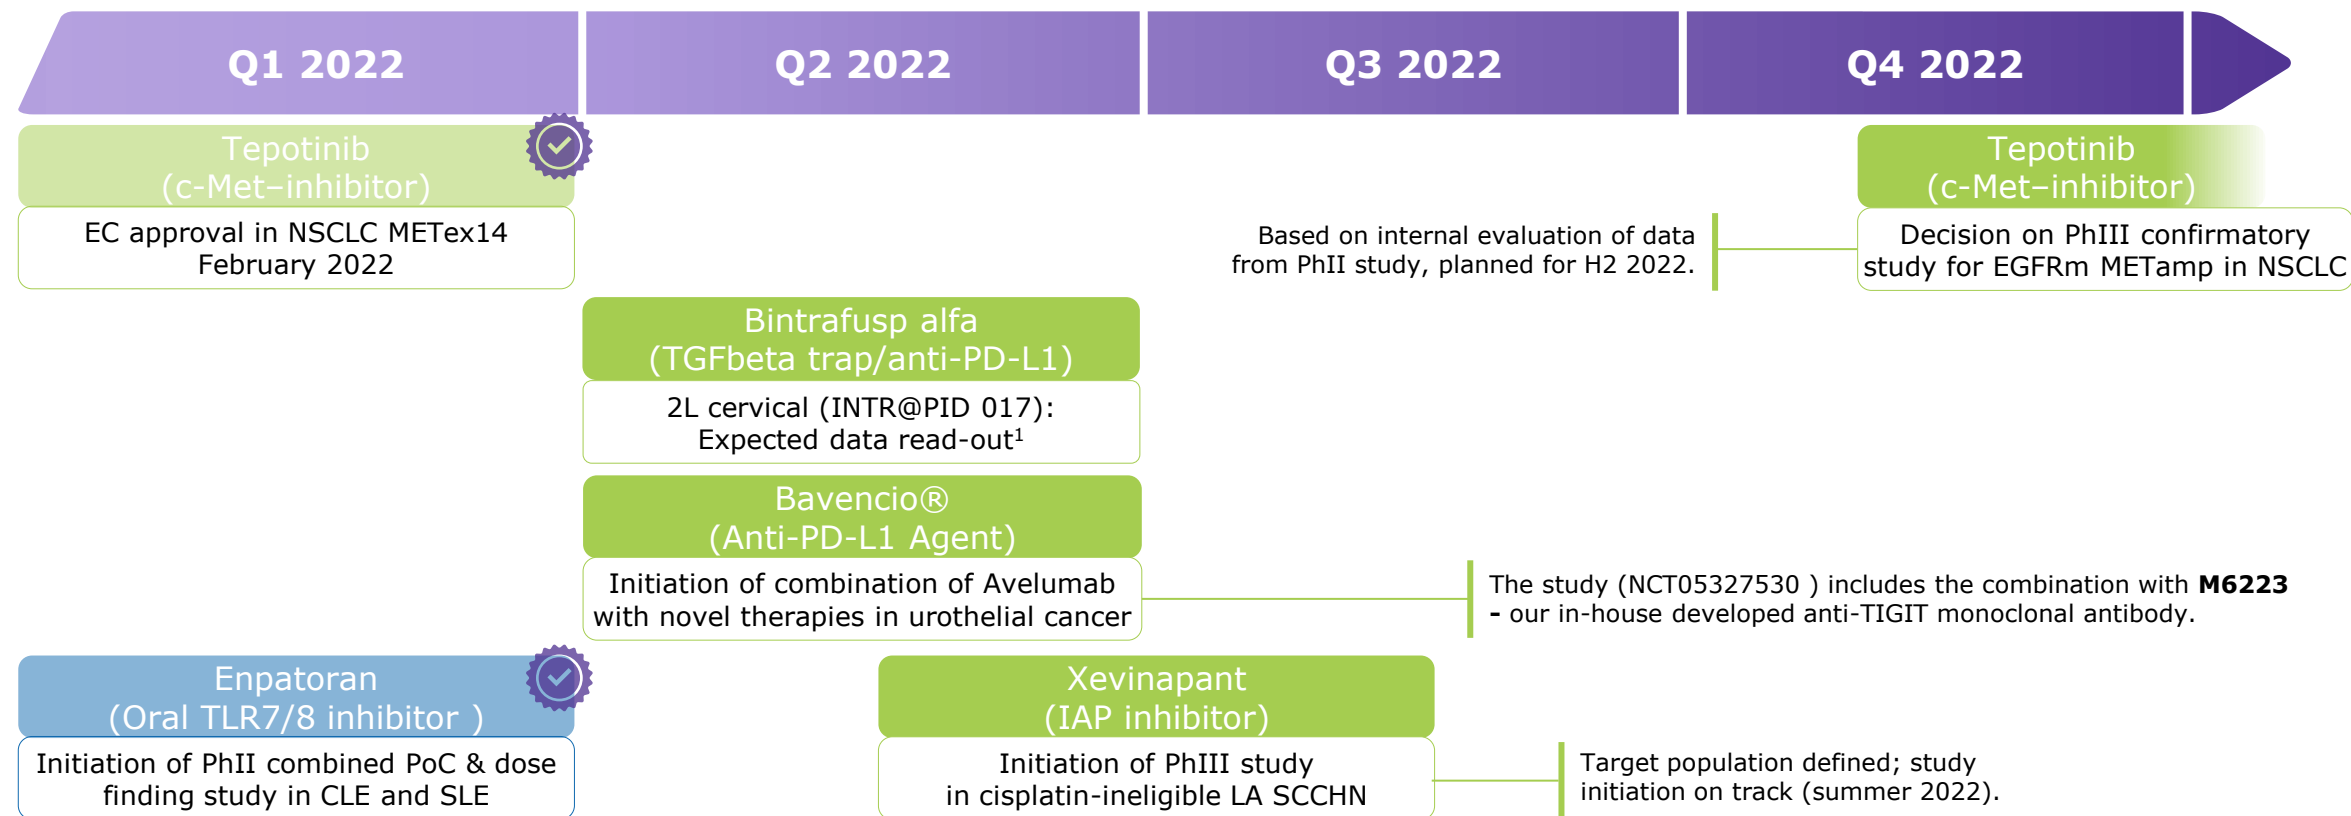 Q1 2022
Q2 2022
Q3 2022
Q4 2022
Tepotinib
(c-Met–inhibitor)
EC approval in NSCLC METex14
February 2022
Based on internal evaluation of data
from PhII study, planned for H2 2022.
Tepotinib
(c-Met–inhibitor)
Decision on PhIII confirmatory
study for EGFRm METamp in NSCLC
Bintrafusp alfa
(TGFbeta trap/anti-PD-L1)
2L cervical (INTR@PID 017):
Expected data read-out¹
Bavencio®
(Anti-PD-L1 Agent)
Initiation of combination of Avelumab
with novel therapies in urothelial cancer
The study (NCT05327530 ) includes the combination with M6223
- our in-house developed anti-TIGIT monoclonal antibody.
Enpatoran
(Oral TLR7/8 inhibitor )
Initiation of PhII combined PoC & dose
finding study in CLE and SLE
Xevinapant
(IAP inhibitor)
Initiation of PhIII study
in cisplatin-ineligible LA SCCHN
Target population defined; study
initiation on track (summer 2022).